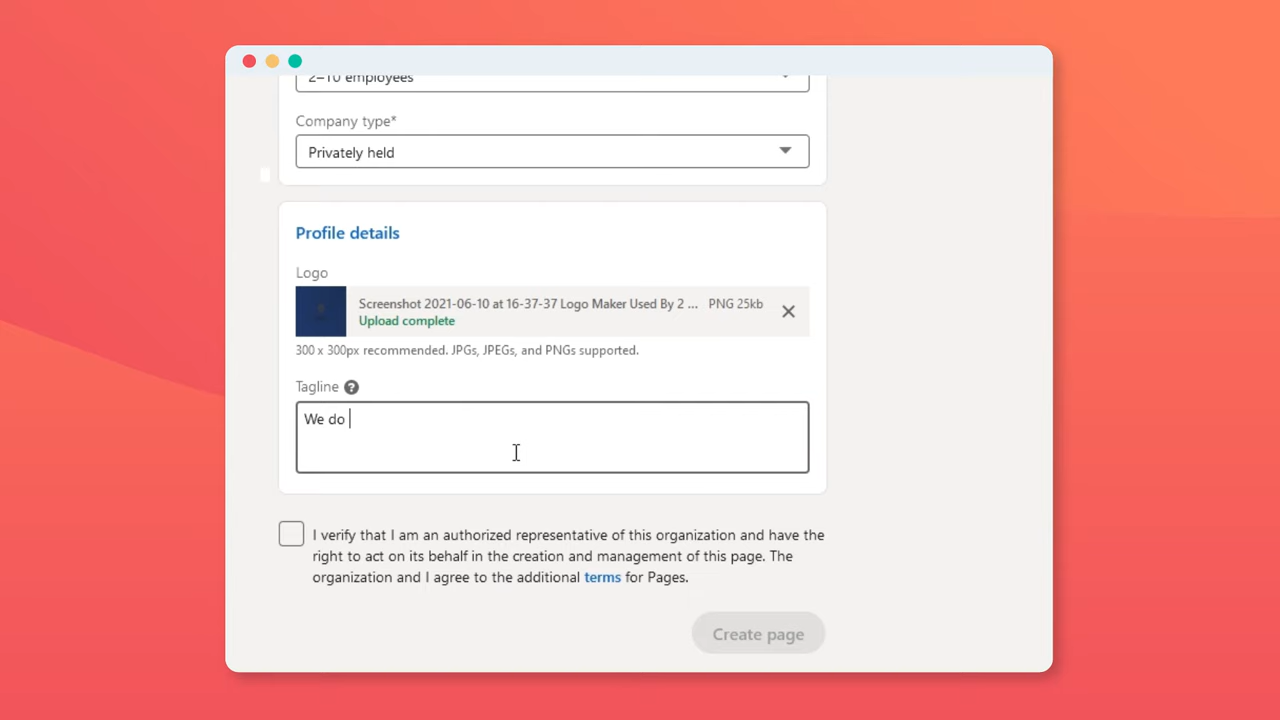 2–10 employees
Company type*
Privately held
Profile details
Logo
Screenshot 2021-06-10 at 16-37-37 Logo Maker Used By 2 ... PNG 25kb
Upload complete
300 x 300px recommended. JPGs, JPEGs, and PNGs supported.
Tagline ?
We do
I verify that I am an authorized representative of this organization and have the
right to act on its behalf in the creation and management of this page. The
organization and I agree to the additional terms for Pages.
Create page